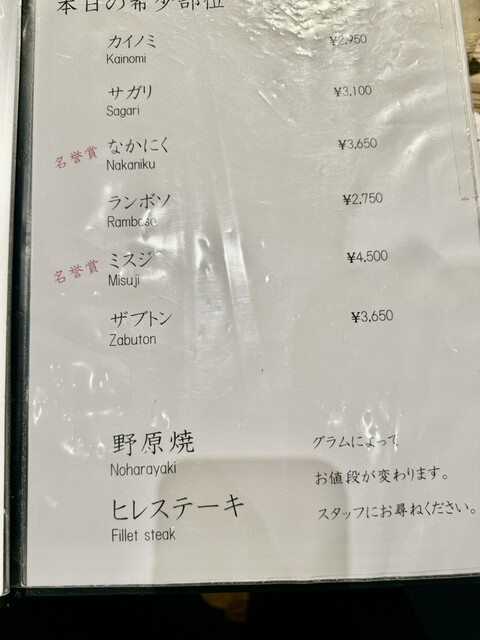 本日の希少部位
カイノミ ¥2,950
Kainomi
サガリ ¥3,100
Sagari
名誉賞 なかにく ¥3,650
Nakaniku
ランボソ ¥2,750
Ramboso
名誉賞 ミスジ ¥4,500
Misuji
ザブトン ¥3,650
Zabuton
野原焼
Noharayaki
ヒレステーキ
Fillet steak
グラムによって
お値段が変わります。
スタッフにお尋ねください。